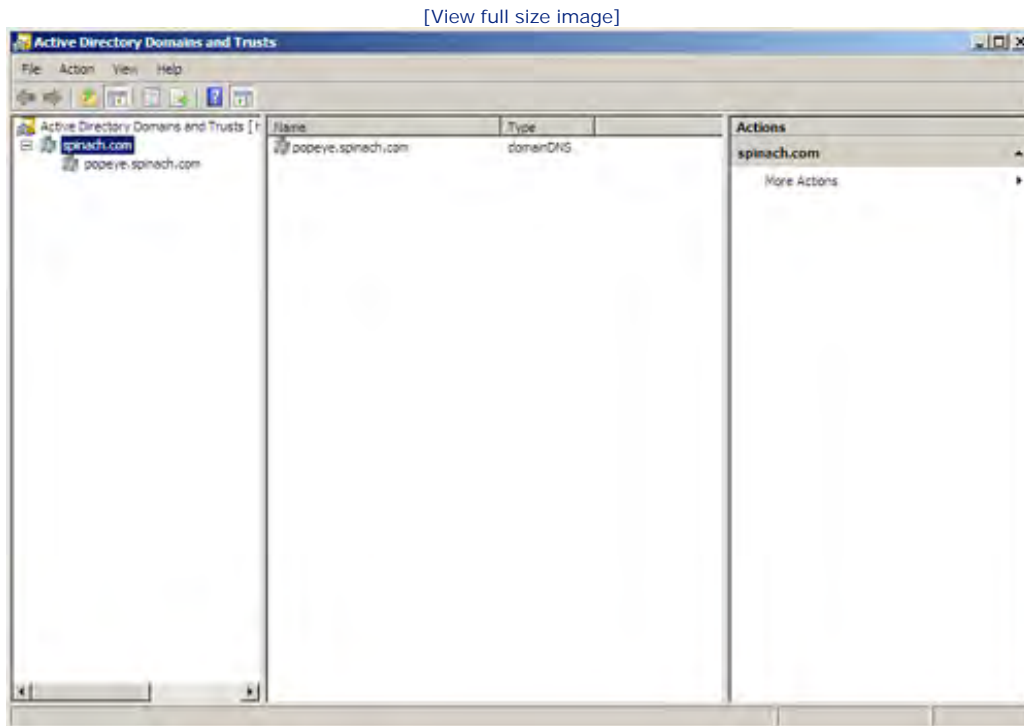 [View full size image]
Active Directory Domains and Trusts
File Action View Help
Active Directory Domains and Trusts [
spinach.com
popeye.spinach.com
Name Type
popeye.spinach.com domainDNS
Actions
spinach.com
More Actions